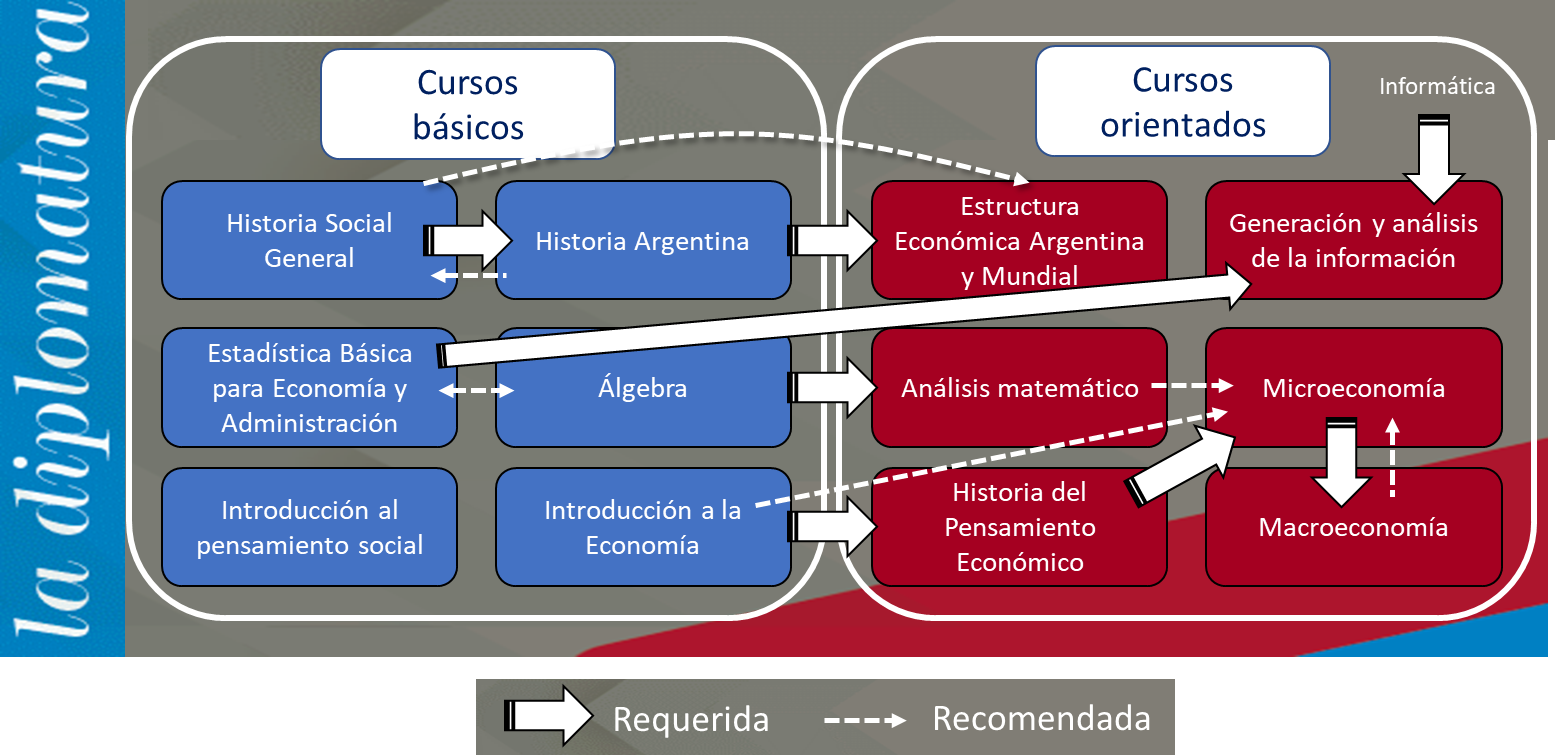 la diplomatura
Cursos
básicos
Cursos
orientados
Informática
Historia Social
General
Historia Argentina
Estructura
Económica Argentina
y Mundial
Generación y análisis
de la información
Estadística Básica
para Economía y
Administración
Álgebra
Análisis matemático
Microeconomía
Introducción al
pensamiento social
Introducción a la
Economía
Historia del
Pensamiento
Económico
Macroeconomía
Requerida
Recomendada